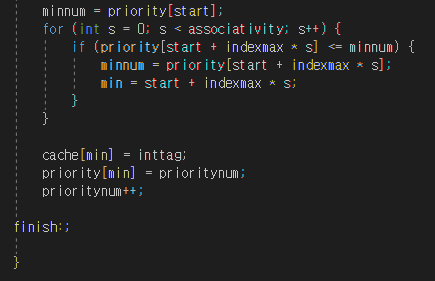 minnum = priority[start];
for (int s = 0; s < associativity; s++) {
if (priority[start + indexmax * s] <= minnum) {
minnum = priority[start + indexmax * s];
min = start + indexmax * s;
}
}
cache[min] = inttag;
priority[min] = prioritynum;
prioritynum++;
finish:;
}